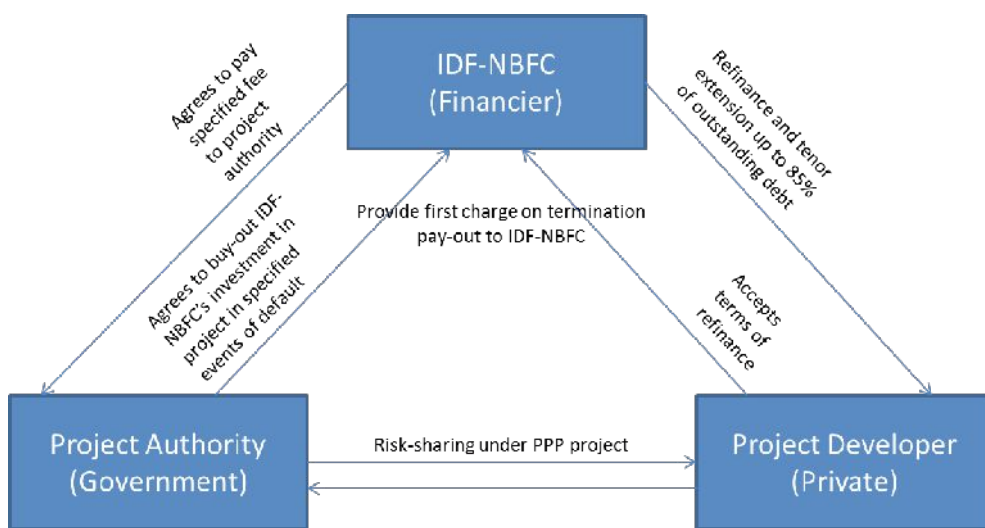 IDF-NBFC
(Financier)
Agrees to pay
specified fee
to project
authority
Refinance and tenor
extension up to 85%
of outstanding debt
Provide first charge on termination
pay-out to IDF-NBFC
Agrees to buy-out IDF-
NBFC's investment in
project in specified
events of default
Accepts
terms of
refinance
Project Authority
(Government)
Risk-sharing under PPP project
Project Developer
(Private)